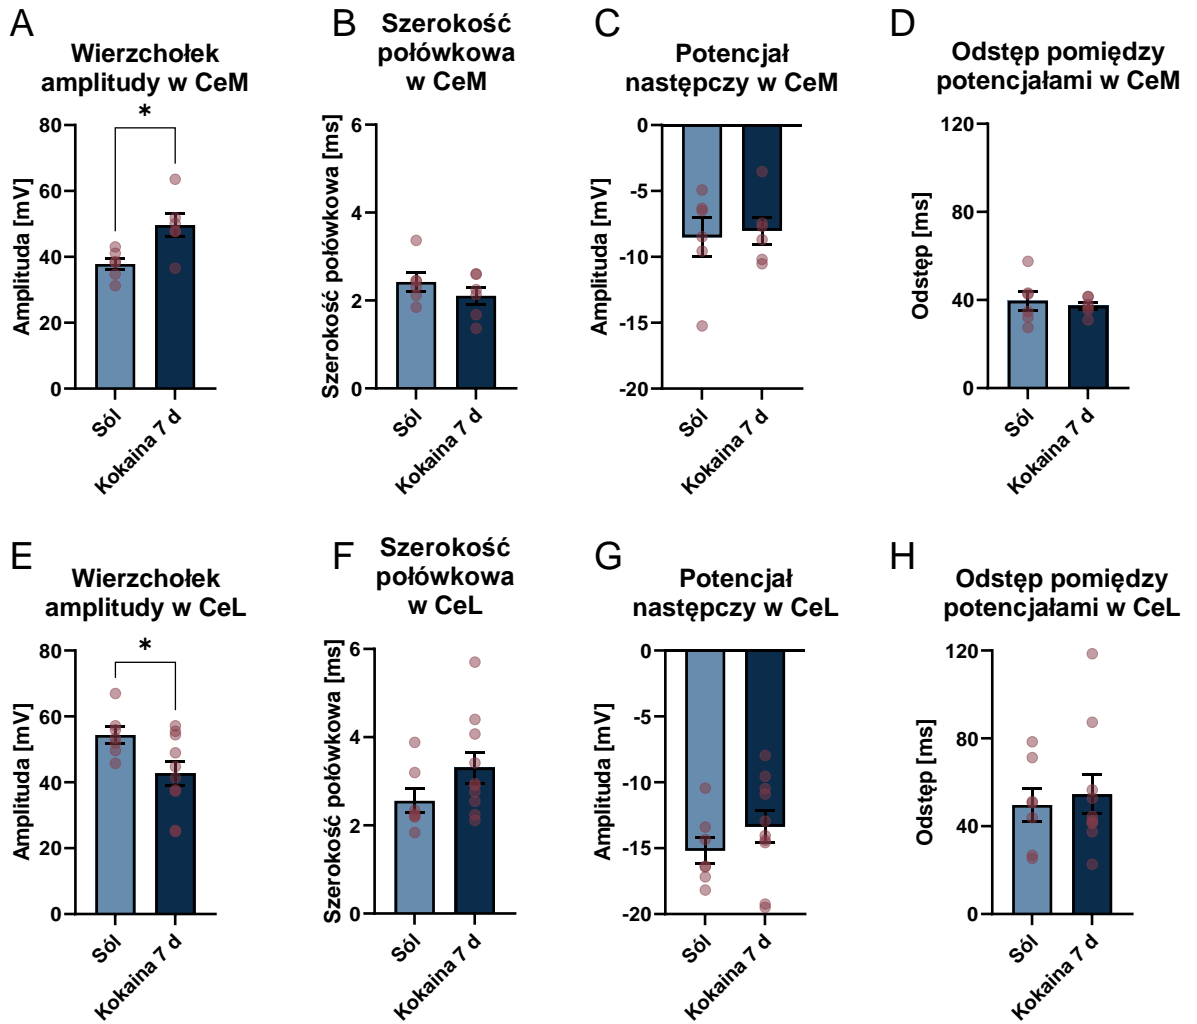 A
Wierzchołek
amplitudy w CeM
*
Amplituda [mV]
80
60
40
20
0
Sól
Kokaina 7 d
B
Szerokość
połówkowa
w CeM
Szerokość połówkowa [ms]
6
4
2
0
Sól
Kokaina 7 d
C
Potencjał
następczy w CeM
Amplituda [mV]
0
-5
-10
-15
-20
Sól
Kokaina 7 d
D
Odstęp pomiędzy
potencjałami w CeM
Odstęp [ms]
120
80
40
0
Sól
Kokaina 7 d
E
Wierzchołek
amplitudy w CeL
*
Amplituda [mV]
80
60
40
20
0
Sól
Kokaina 7 d
F
Szerokość
połówkowa
w CeL
Szerokość połówkowa [ms]
6
4
2
0
Sól
Kokaina 7 d
G
Potencjał
następczy w CeL
Amplituda [mV]
0
-5
-10
-15
-20
Sól
Kokaina 7 d
H
Odstęp pomiędzy
potencjałami w CeL
Odstęp [ms]
120
80
40
0
Sól
Kokaina 7 d